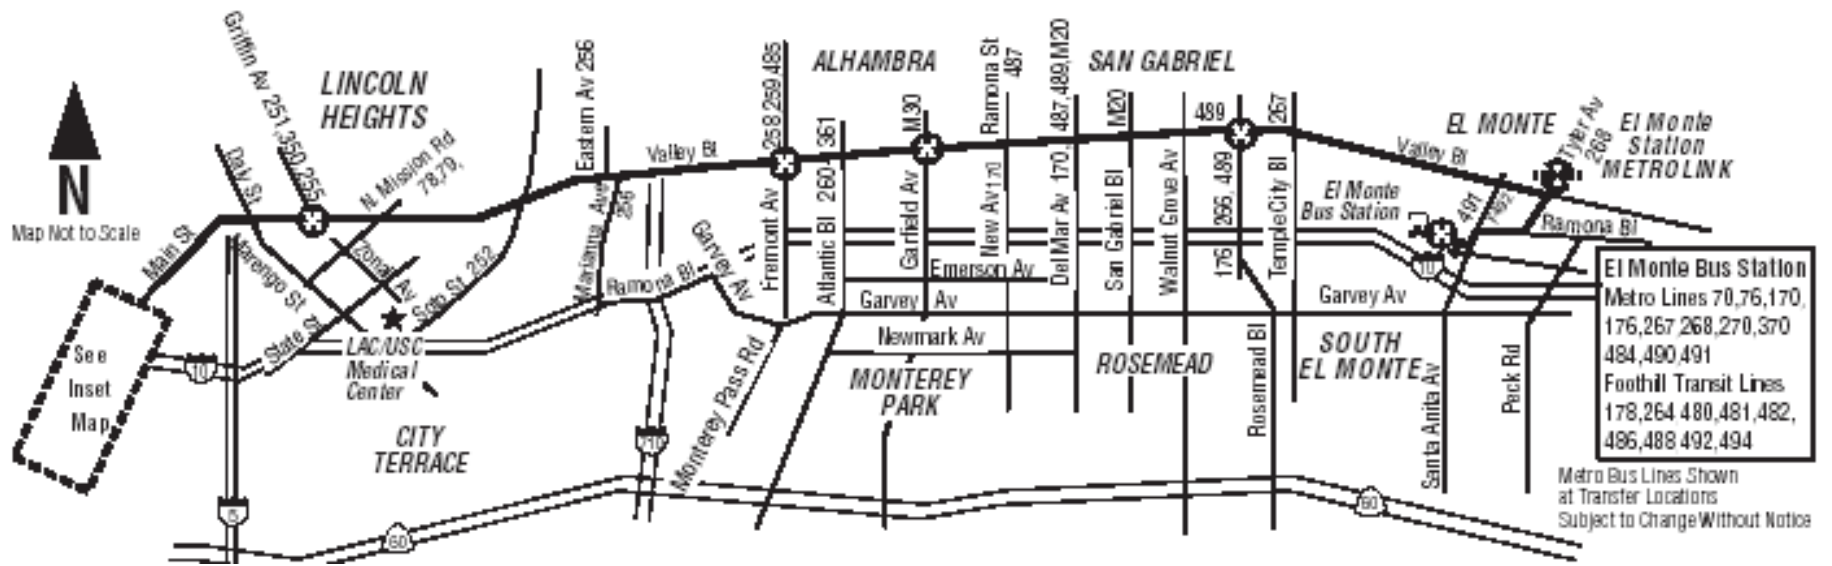 N
Map Not to Scale
See
Inset
Map
LINCOLN
HEIGHTS
ALHAMBRA
SAN GABRIEL
EL MONTE
El Monte
Station
METROLINK
El Monte
Bus Station
CITY
TERRACE
MONTEREY
PARK
ROSEMEAD
SOUTH
EL MONTE
LAC/USC
Medical
Center
Main St
Daly St
Griffin Av 251,350,255
N. Mission Rd
78,79,
Marengo St
Zonal Av
State St
Soto St 252
Eastern Av 256
Marianna Ave
256
Valley Bl
Ramona Bl
Garvey Av
Monterey Pass Rd
Fremont Av
258 259,485
Atlantic Bl 260
361
Garfield Av
M30
Ramona St
487
New Av 170
Del Mar Av 170, 487,489,M20
San Gabriel Bl
M20
Walnut Grove Av
489
176
266, 489
Rosemead Bl
Temple City Bl
267
Emerson Av
Garvey Av
Newmark Av
Garvey Av
Valley Bl
Tyler Av
268
491
Ramona Bl
Santa Anita Av
Peck Rd
10
10
5
710
60
60
El Monte Bus Station
Metro Lines 70,76,170,
176,267,268,270,370
484,490,491
Foothill Transit Lines
178,264 480,481,482,
486,488 492,494
Metro Bus Lines Shown
at Transfer Locations
Subject to Change Without Notice